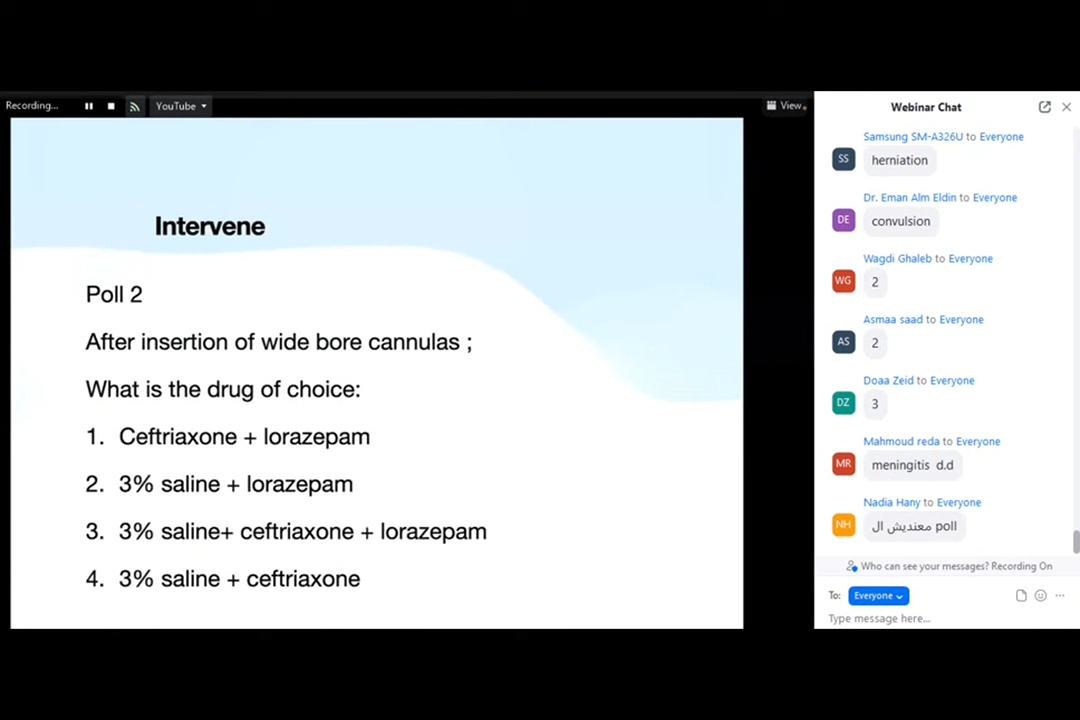 Recording...
YouTube
View
Intervene
Poll 2
After insertion of wide bore cannulas ;
What is the drug of choice:
1. Ceftriaxone + lorazepam
2. 3% saline + lorazepam
3. 3% saline+ ceftriaxone + lorazepam
4. 3% saline + ceftriaxone
Webinar Chat
Samsung SM-A326U to Everyone
SS
herniation
Dr. Eman Alm Eldin to Everyone
DE
convulsion
Wagdi Ghaleb to Everyone
WG
2
Asmaa saad to Everyone
AS
2
Doaa Zeid to Everyone
DZ
3
Mahmoud reda to Everyone
MR
meningitis d.d
Nadia Hany to Everyone
NH
معنديش ال poll
Who can see your messages? Recording On
To: Everyone
Type message here...